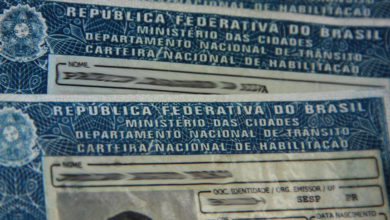 REPÚBLICA FEDERATIVA DO BRASIL
MINISTÉRIO DAS CIDADES
DEPARTAMENTO NACIONAL DE TRÂNSITO
CARTEIRA NACIONAL DE HABILITAÇÃO
NOME
REPÚBLICA FEDERATIVA DO BRASIL
MINISTÉRIO DAS CIDADES
DEPARTAMENTO NACIONAL DE TRÂNSITO
CARTEIRA NACIONAL DE HABILITAÇÃO
NOME
DOC. IDENTIDADE / ORG. EMISSOR / UF
SESP PR
DATA NASCIMENTO